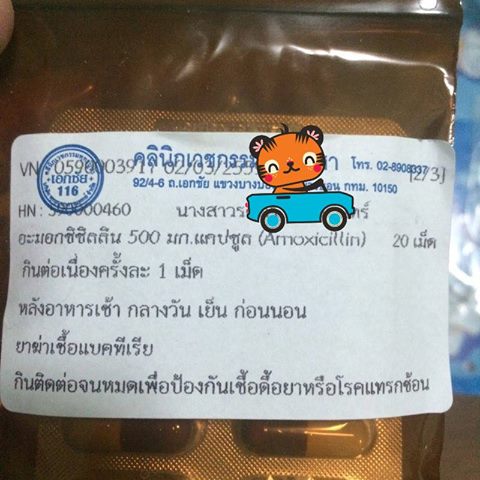 คลินิกเวชกรร โทร. 02-8908337
VN : [2/3]
92/4-6 ถ.เอกชัย แขวงบางบ อน กทม. 10150
เอกชัย
116
HN : นางสาว
อะมอกซิซิลลิน 500 มก.แคปซูล (Amoxicillin) 20 เม็ด
กินต่อเนื่องครั้งละ 1 เม็ด
หลังอาหารเช้า กลางวัน เย็น ก่อนนอน
ยาฆ่าเชื้อแบคทีเรีย
กินติดต่อจนหมดเพื่อป้องกันเชื้อดื้อยาหรือโรคแทรกซ้อน